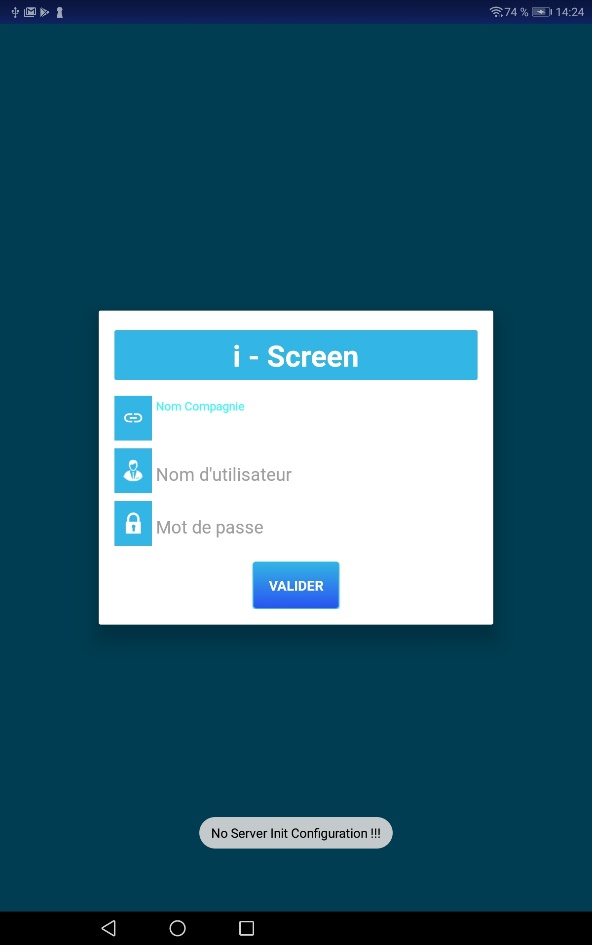 74 % 14:24
i - Screen
Nom Compagnie
Nom d'utilisateur
Mot de passe
VALIDER
No Server Init Configuration !!!